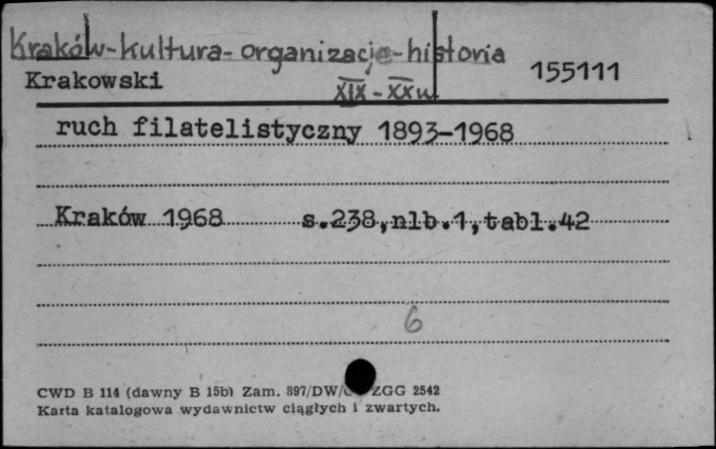 Kraków-kultura-organizacje-historia
XIX-XXw.
Krakowski
155111
ruch filatelistyczny 1893-1968
Kraków 1968 s.238,nlb.1,tabl.42
6
CWD B 114 (dawny B 15b) Zam. 897/DW/ ZGG 2542
Karta katalogowa wydawnictw ciągłych i zwartych.